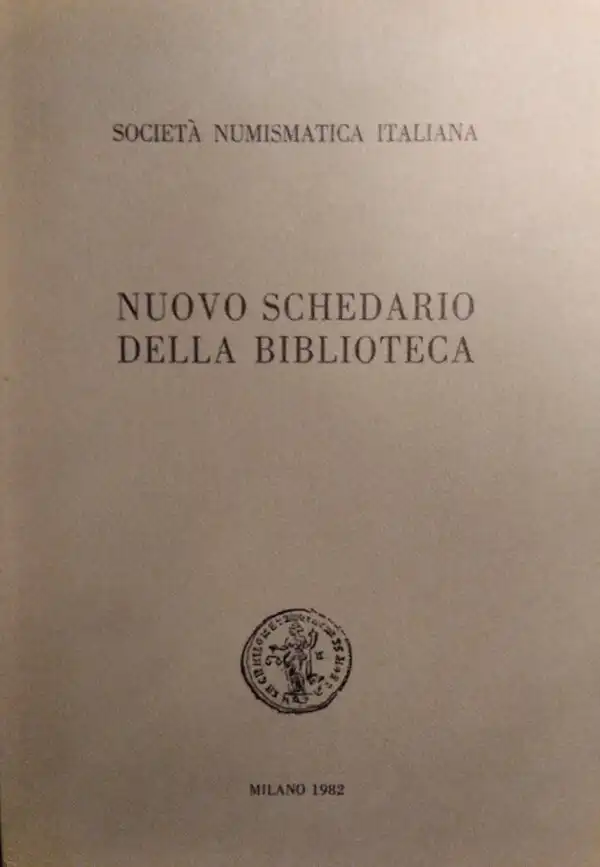 SOCIETÀ NUMISMATICA ITALIANA
NUOVO SCHEDARIO
DELLA BIBLIOTECA
MILANO 1982